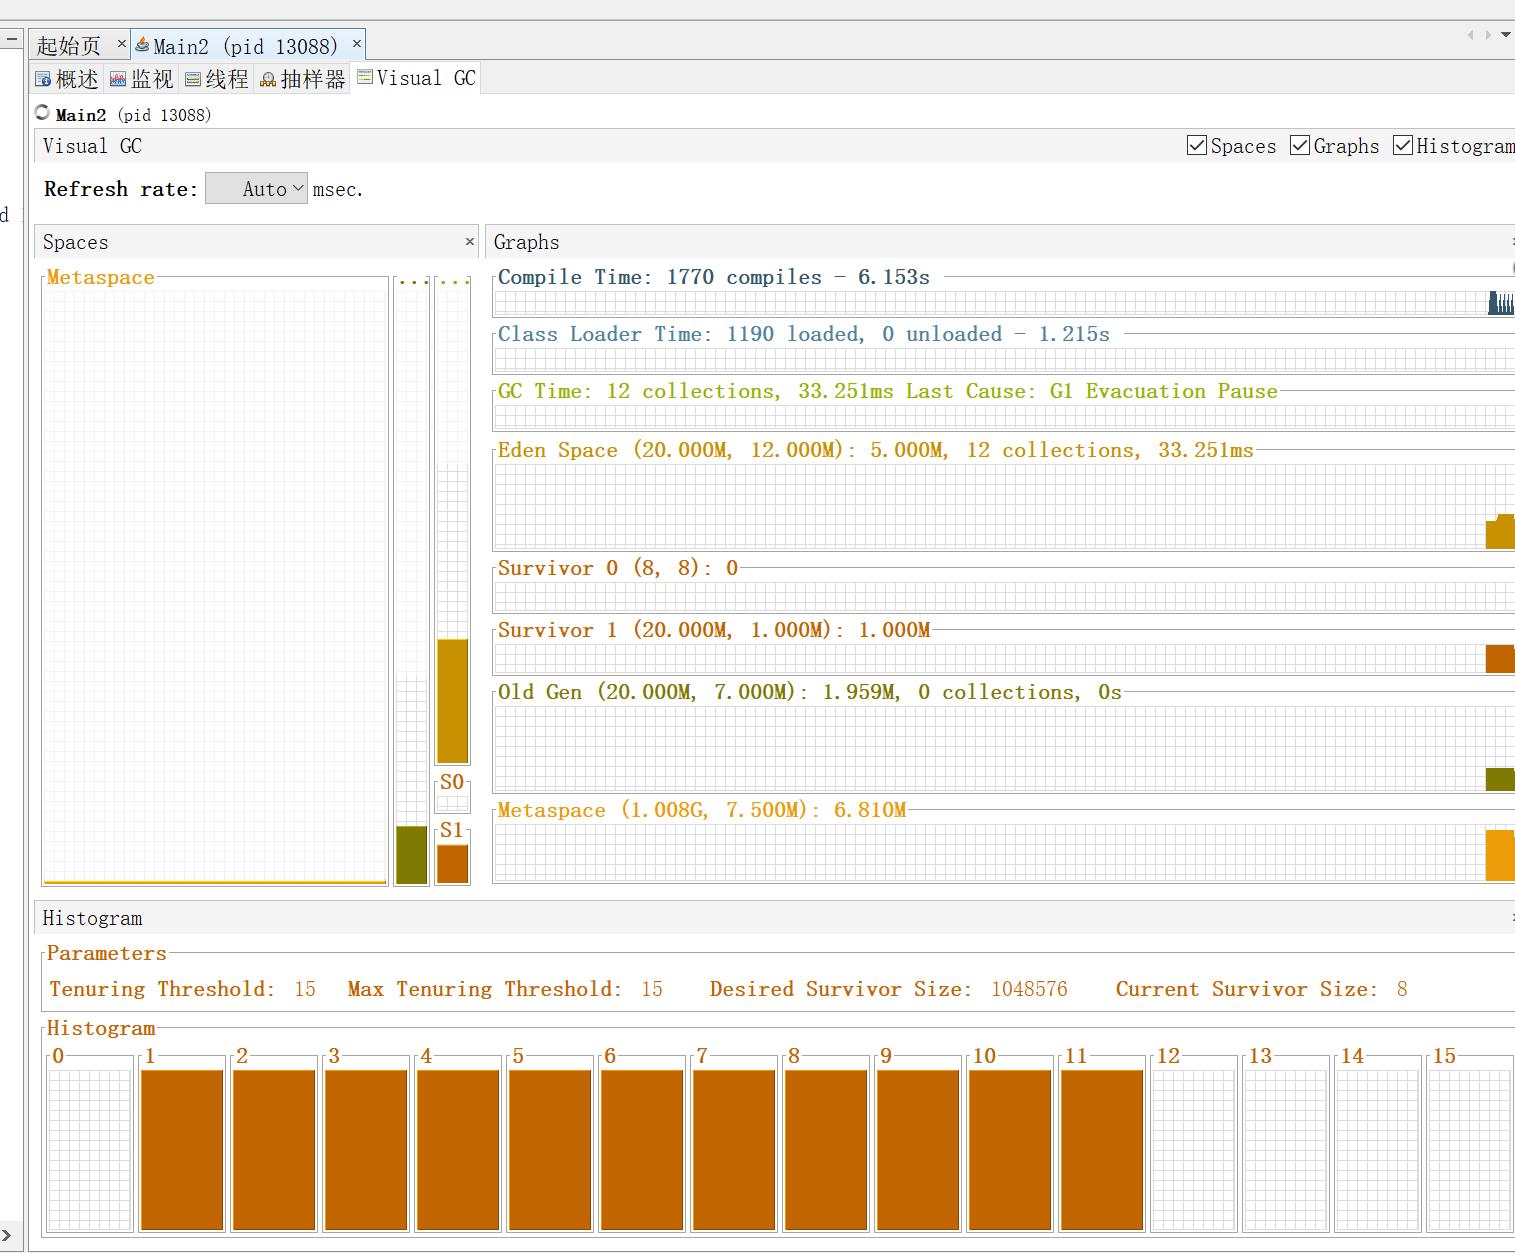 起始页
Main2 (pid 13088)
概述 监视 线程 抽样器 Visual GC
Main2 (pid 13088)
Visual GC Spaces Graphs Histogram
Refresh rate: Auto msec.
d
Spaces
Graphs
Metaspace ... ...
Compile Time: 1770 compiles - 6.153s
Class Loader Time: 1190 loaded, 0 unloaded - 1.215s
GC Time: 12 collections, 33.251ms Last Cause: G1 Evacuation Pause
Eden Space (20.000M, 12.000M): 5.000M, 12 collections, 33.251ms
Survivor 0 (8, 8): 0
Survivor 1 (20.000M, 1.000M): 1.000M
Old Gen (20.000M, 7.000M): 1.959M, 0 collections, 0s
S0
Metaspace (1.008G, 7.500M): 6.810M
S1
Histogram
Parameters
Tenuring Threshold: 15 Max Tenuring Threshold: 15 Desired Survivor Size: 1048576 Current Survivor Size: 8
Histogram
0 1 2 3 4 5 6 7 8 9 10 11 12 13 14 15